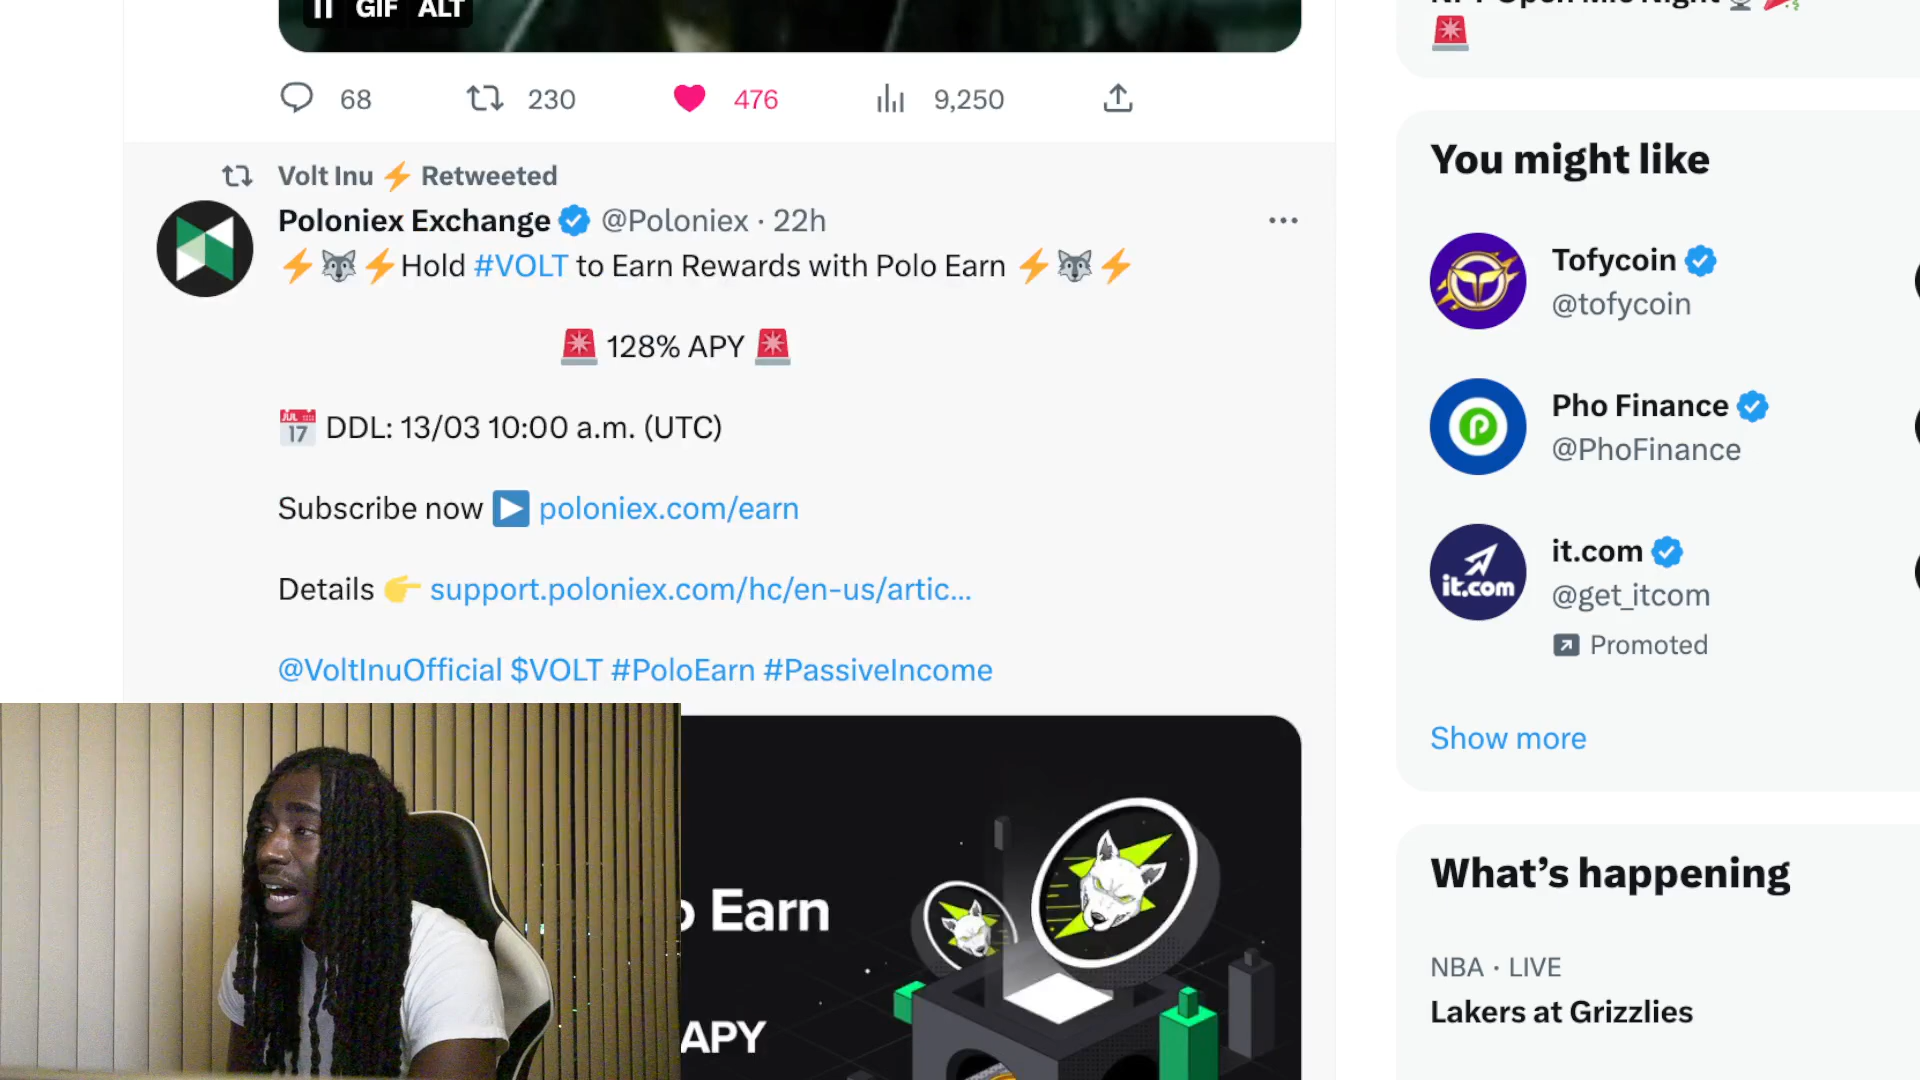 GIF ALT
68 230 476 9,250
Volt Inu ⚡ Retweeted
Poloniex Exchange @Poloniex · 22h
⚡🐺⚡Hold #VOLT to Earn Rewards with Polo Earn ⚡🐺⚡
🚨 128% APY 🚨
📅 DDL: 13/03 10:00 a.m. (UTC)
Subscribe now ▶️ poloniex.com/earn
Details 👉 support.poloniex.com/hc/en-us/artic...
@VoltInuOfficial $VOLT #PoloEarn #PassiveIncome
Earn
APY
You might like
Tofycoin
@tofycoin
Pho Finance
@PhoFinance
it.com
it.com
@get_itcom
Promoted
Show more
What's happening
NBA · LIVE
Lakers at Grizzlies